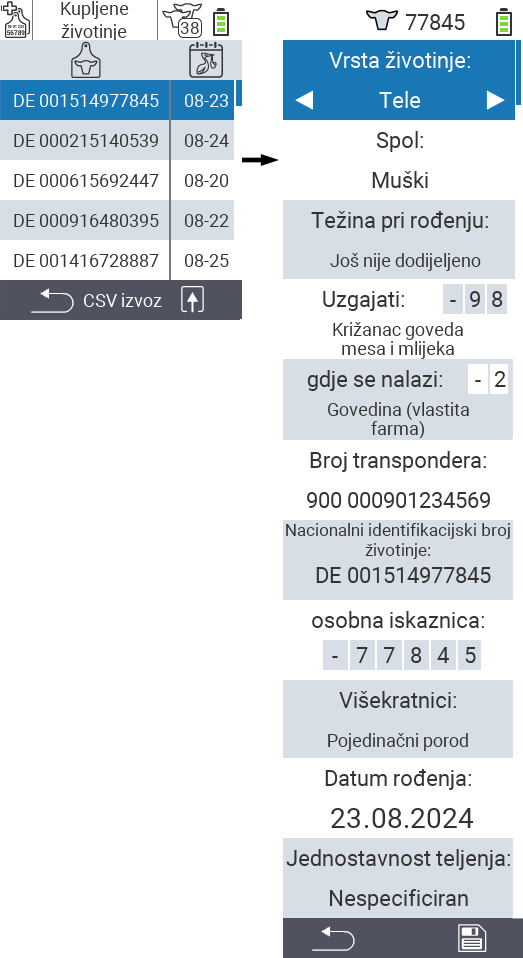 Kupljene
životinje
38
56789
DE 001514977845 08-23
DE 000215140539 08-24
DE 000615692447 08-20
DE 000916480395 08-22
DE 001416728887 08-25
CSV izvoz
77845
Vrsta životinje:
Tele
Spol:
Muški
Težina pri rođenju:
Još nije dodijeljeno
Uzgajati: - 9 8
Križanac goveda
mesa i mlijeka
gdje se nalazi: - 2
Govedina (vlastita
farma)
Broj transpondera:
900 000901234569
Nacionalni identifikacijski broj
životinje:
DE 001514977845
osobna iskaznica:
- 7 7 8 4 5
Višekratnici:
Pojedinačni porod
Datum rođenja:
23.08.2024
Jednostavnost teljenja:
Nespecificiran